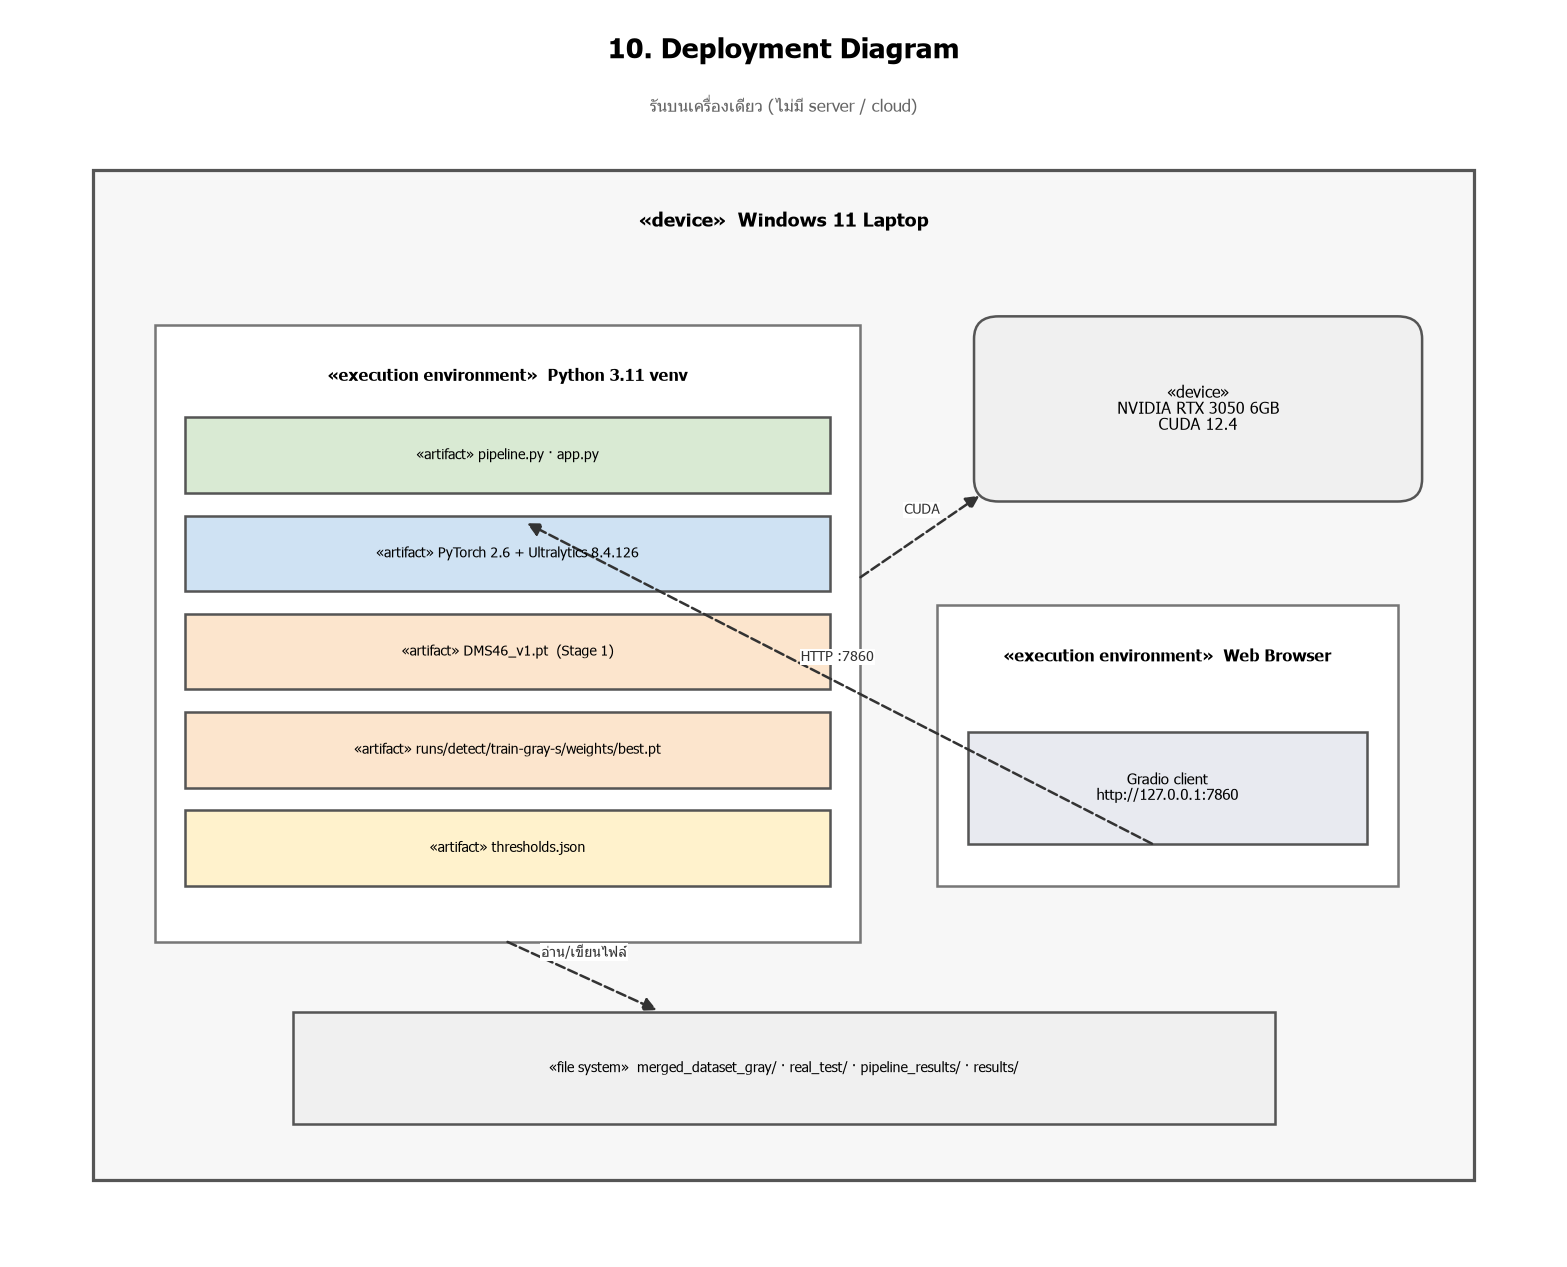 10. Deployment Diagram
รันบนเครื่องเดียว (ไม่มี server / cloud)
«device»  Windows 11 Laptop
«execution environment»  Python 3.11 venv
«artifact» pipeline.py · app.py
«artifact» PyTorch 2.6 + Ultralytics 8.4.126
«artifact» DMS46_v1.pt  (Stage 1)
«artifact» runs/detect/train-gray-s/weights/best.pt
«artifact» thresholds.json
«device»
NVIDIA RTX 3050 6GB
CUDA 12.4
CUDA
HTTP :7860
«execution environment»  Web Browser
Gradio client
http://127.0.0.1:7860
อ่าน/เขียนไฟล์
«file system»  merged_dataset_gray/ · real_test/ · pipeline_results/ · results/